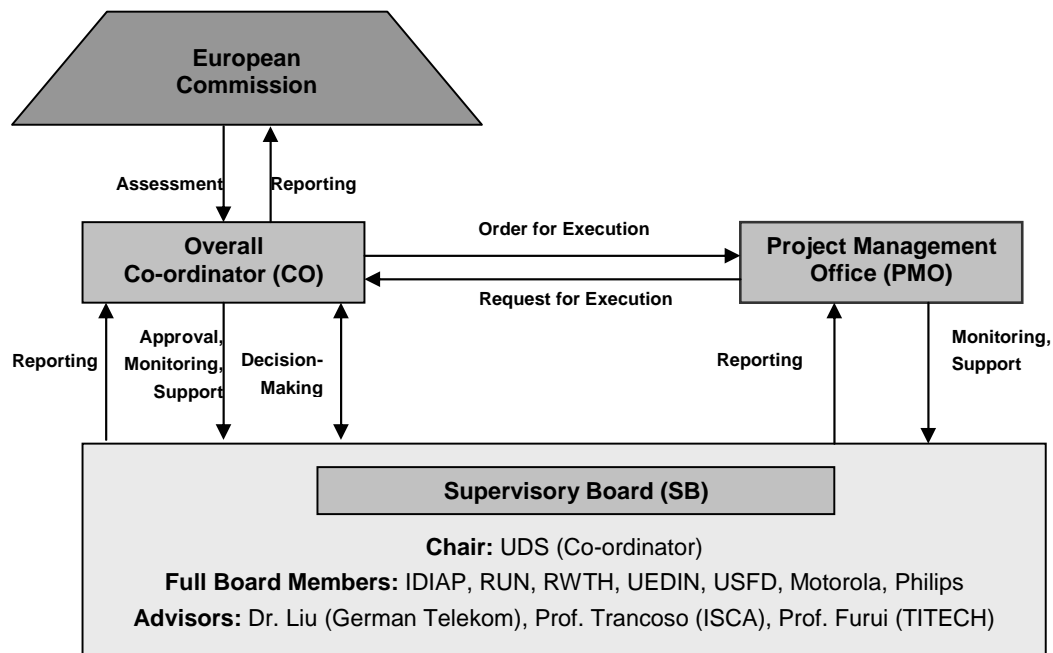 European
Commission
Assessment
Reporting
Overall
Co-ordinator (CO)
Order for Execution
Request for Execution
Project Management
Office (PMO)
Reporting
Approval,
Monitoring,
Support
Decision-
Making
Reporting
Monitoring,
Support
Supervisory Board (SB)
Chair: UDS (Co-ordinator)
Full Board Members: IDIAP, RUN, RWTH, UEDIN, USFD, Motorola, Philips
Advisors: Dr. Liu (German Telekom), Prof. Trancoso (ISCA), Prof. Furui (TITECH)